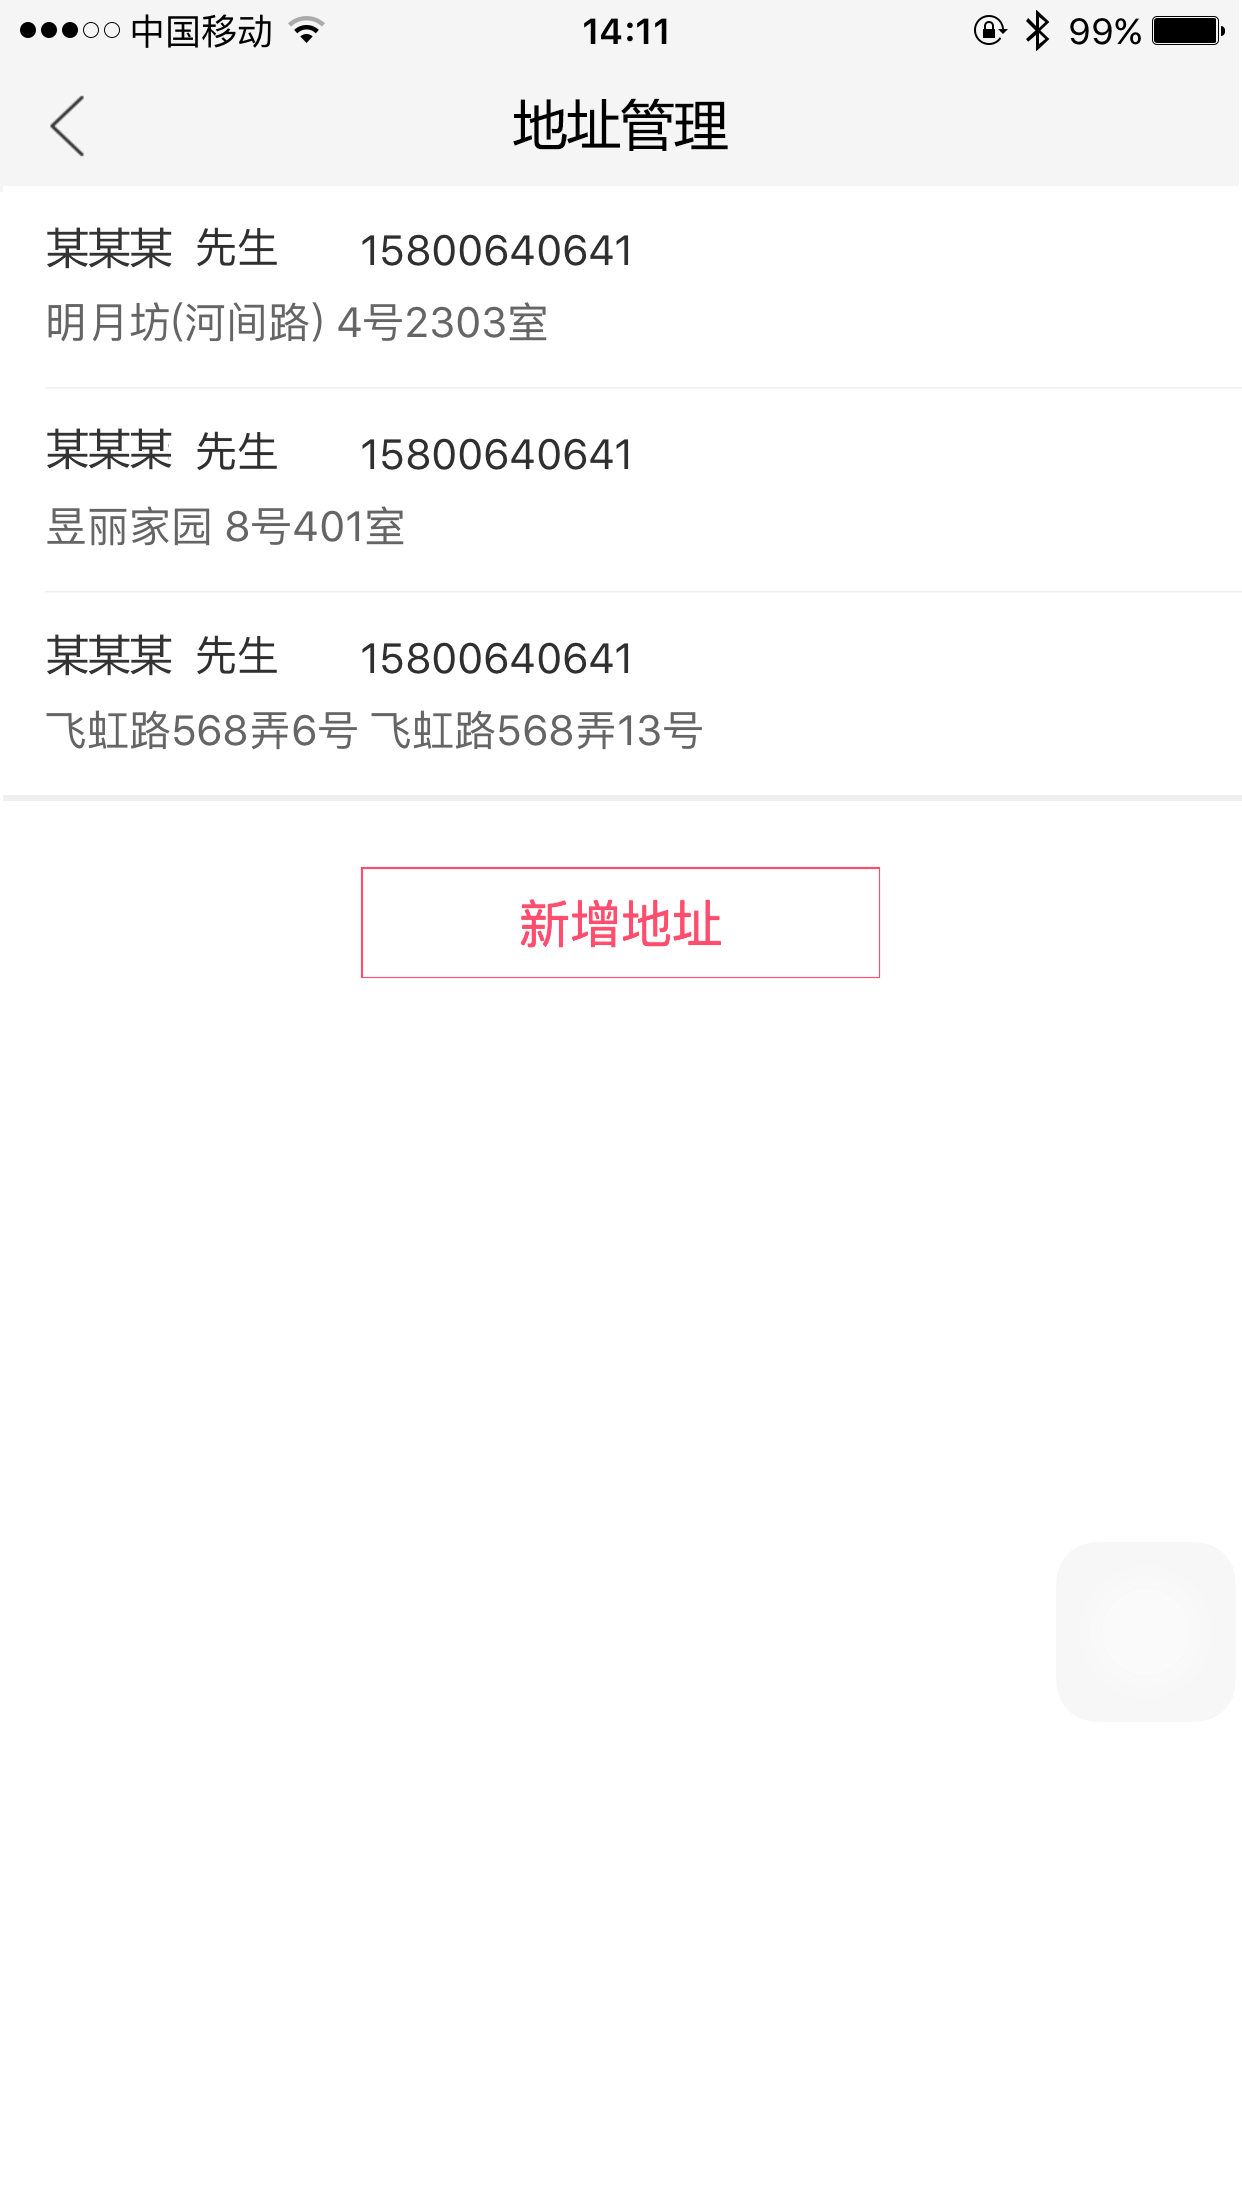 中国移动 14:11 99%
地址管理
某某某 先生 15800640641
明月坊(河间路) 4号2303室
某某某 先生 15800640641
昱丽家园 8号401室
某某某 先生 15800640641
飞虹路568弄6号 飞虹路568弄13号
新增地址